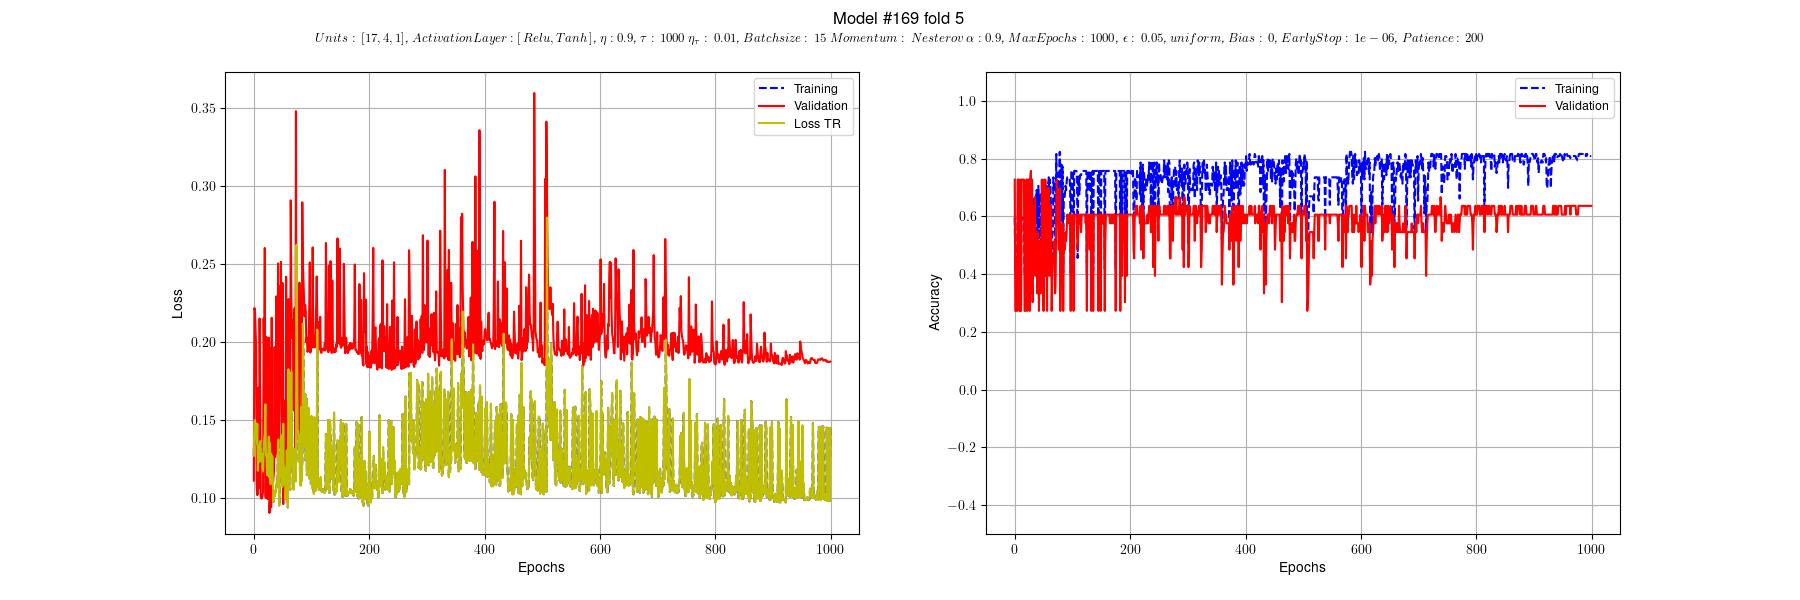 Model #169 fold 5
Units : [17, 4, 1], ActivationLayer : [ Relu, Tanh ], η : 0.9, τ : 1000 η_τ : 0.01, Batchsize : 15 Momentum : Nesterov α : 0.9, MaxEpochs : 1000, ϵ : 0.05, uniform, Bias : 0, EarlyStop : 1e − 06, Patience : 200
Training
Validation
Loss TR
0.35
0.30
0.25
0.20
0.15
0.10
Loss
0 200 400 600 800 1000
Epochs
Training
Validation
1.0
0.8
0.6
0.4
0.2
0.0
−0.2
−0.4
Accuracy
0 200 400 600 800 1000
Epochs